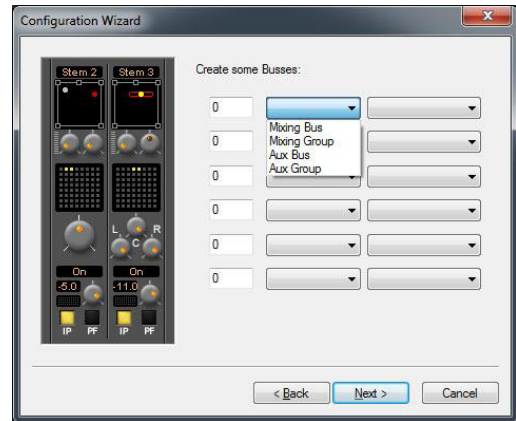 Configuration Wizard
Stem 2 Stem 3
Create some Busses:
0
Mixing Bus
Mixing Group
Aux Bus
Aux Group
0
0
0
0
0
L R
C
On On
-5.0 -11.0
IP PF IP PF
< Back Next > Cancel